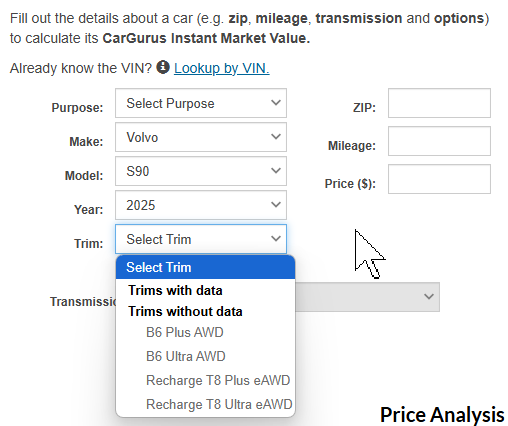 Fill out the details about a car (e.g. zip, mileage, transmission and options)
to calculate its CarGurus Instant Market Value.
Already know the VIN? Lookup by VIN.
Purpose: Select Purpose
ZIP:
Make: Volvo
Mileage:
Model: S90
Price ($):
Year: 2025
Trim: Select Trim
Select Trim
Trims with data
Trims without data
Transmissi
B6 Plus AWD
B6 Ultra AWD
Recharge T8 Plus eAWD
Recharge T8 Ultra eAWD
Price Analysis